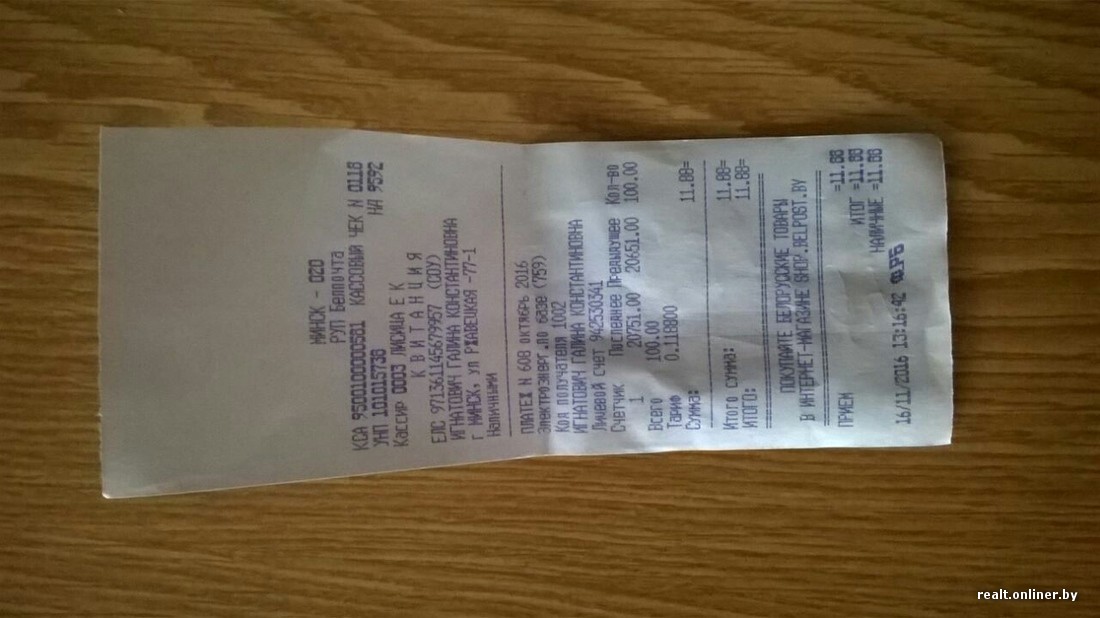 МИНСК - 020
РУП Белпочта
КСА 950010000581 КАССОВЫЙ ЧЕК N 0118
УНП 101015738 НА 9592
Кассир 0003 ЛИСИЦА Е К
К В И Т А Н Ц И Я
ЕЛС 9713611456799Е7 (СДУ)
ИГНАТОВИЧ ГАЛИНА КОНСТАНТИНОВНА
Г МИНСК, УЛ РЖАВЕЦКАЯ -77-1
Наличными
ПЛАТЕЖ N 608 ОКТЯБРЬ 2016
Электроэнерг.по базе (759)
Код получателя 1002
ИГНАТОВИЧ ГАЛИНА КОНСТАНТИНОВНА
Лицевой счет 942530341
Счетчик Последнее Предыдущее Кол-во
1 20751.00 20651.00 100.00
Всего 100.00
Тариф 0.118800
Сумма: 11.88=
Итого сумма: 11.88=
ИТОГО: 11.88=
ПОКУПАЙТЕ БЕЛОРУССКИЕ ТОВАРЫ
В ИНТЕРНЕТ-МАГАЗИНЕ SHOP.BELPOST.BY
ПРИЕМ =11.88
ИТОГ =11.88
НАЛИЧНЫЕ =11.88
16/11/2016 13:16:42 ФРБ
realt.onliner.by